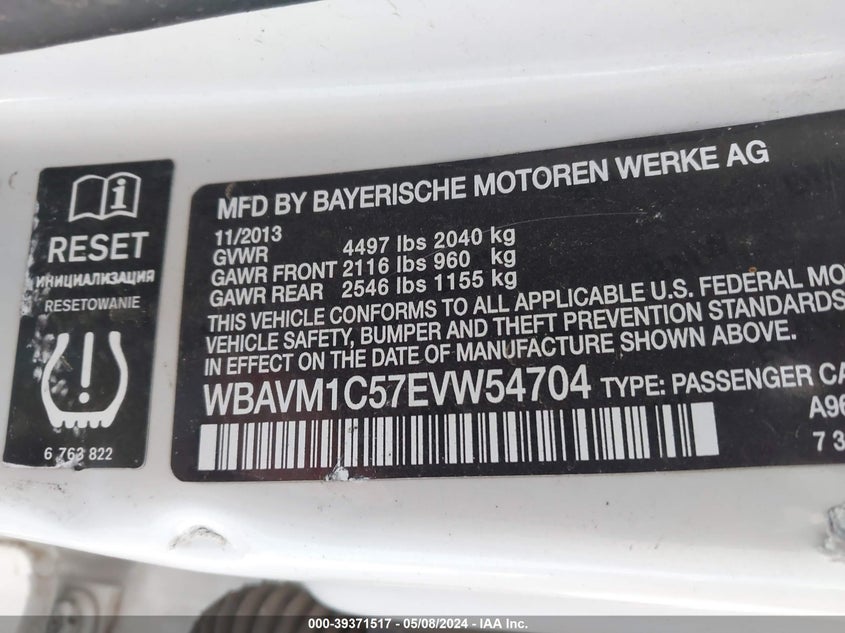 RESET
ИНИЦИАЛИЗАЦИЯ
RESETOWANIE
6 763 822
MFD BY BAYERISCHE MOTOREN WERKE AG
11/2013
GVWR 4497 lbs 2040 kg
GAWR FRONT 2116 lbs 960 kg
GAWR REAR 2546 lbs 1155 kg
THIS VEHICLE CONFORMS TO ALL APPLICABLE U.S. FEDERAL MO
VEHICLE SAFETY, BUMPER AND THEFT PREVENTION STANDARDS
IN EFFECT ON THE DATE OF MANUFACTURE SHOWN ABOVE.
WBAVM1C57EVW54704 TYPE: PASSENGER CA
A96
7 3
000-39371517 - 05/08/2024 - IAA Inc.